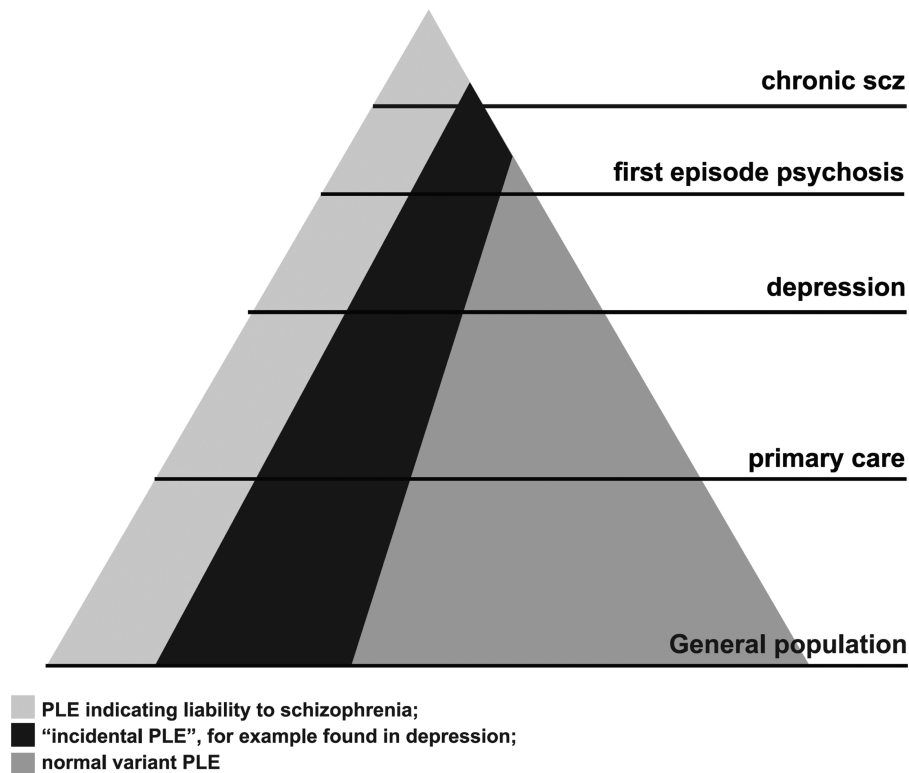 chronic scz
first episode psychosis
depression
primary care
General population
PLE indicating liability to schizophrenia;
“incidental PLE”, for example found in depression;
normal variant PLE